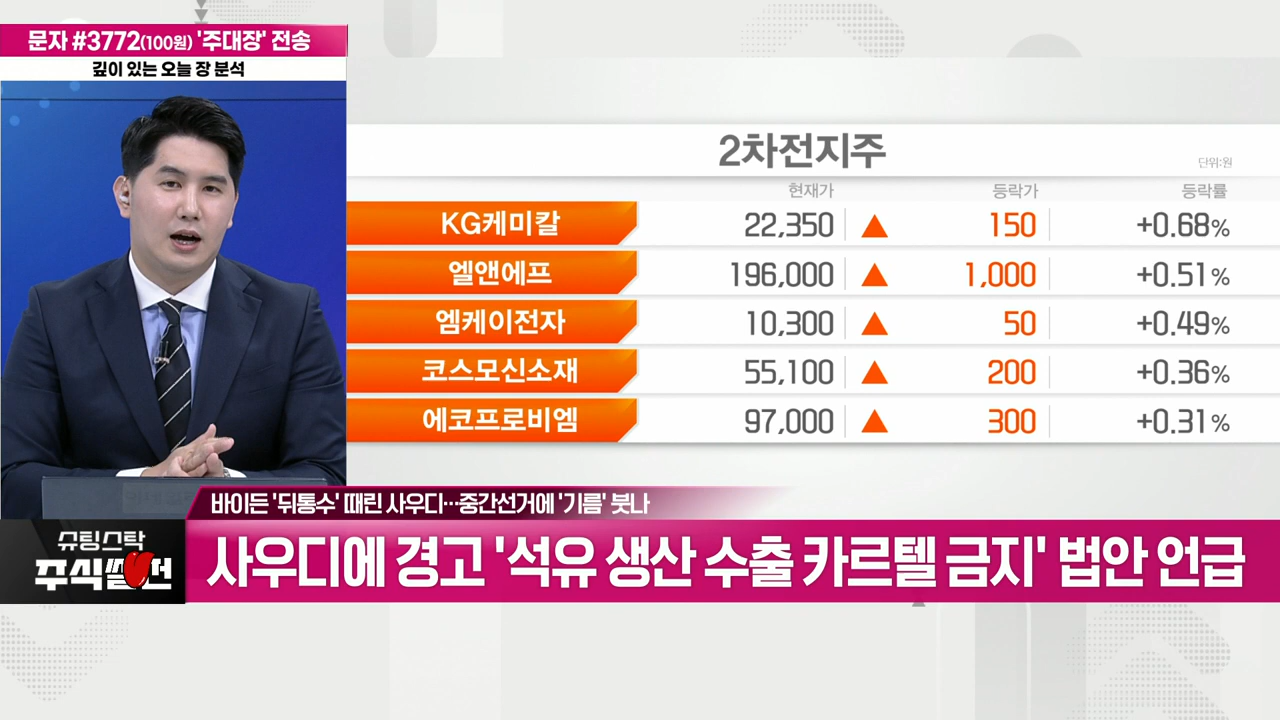 문자 #3772(100원) '주대장' 전송
깊이 있는 오늘 장 분석
2차전지주
단위:원
현재가 등락가 등락률
KG케미칼 22,350 ▲ 150 +0.68%
엘앤에프 196,000 ▲ 1,000 +0.51%
엠케이전자 10,300 ▲ 50 +0.49%
코스모신소재 55,100 ▲ 200 +0.36%
에코프로비엠 97,000 ▲ 300 +0.31%
바이든 '뒤통수' 때린 사우디…중간선거에 '기름' 붓나
슈팅스탁
주식썰전
사우디에 경고 '석유 생산 수출 카르텔 금지' 법안 언급